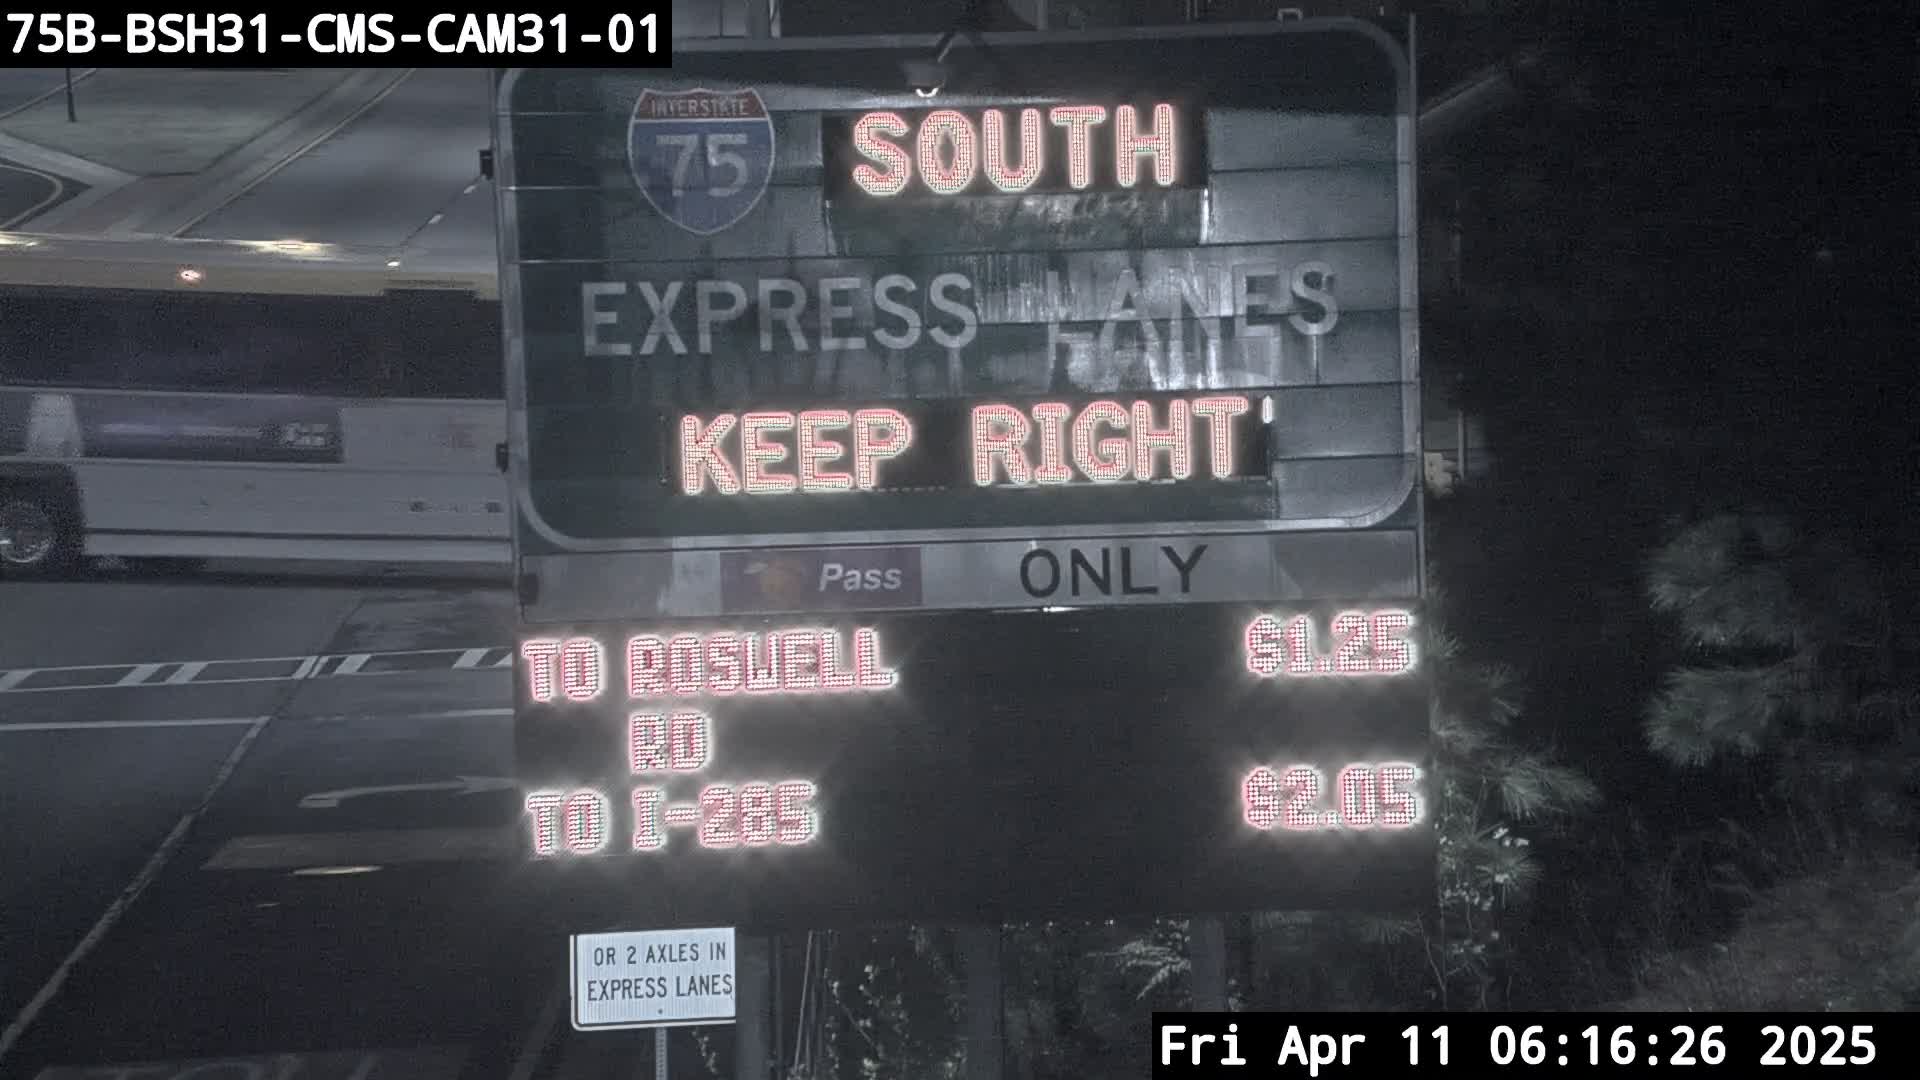 75B-BSH31-CMS-CAM31-01
INTERSTATE
75
SOUTH
EXPRESS LANES
KEEP RIGHT
Pass ONLY
TO ROSWELL $1.25
RD
TO I-285 $2.05
OR 2 AXLES IN
EXPRESS LANES
Fri Apr 11 06:16:26 2025